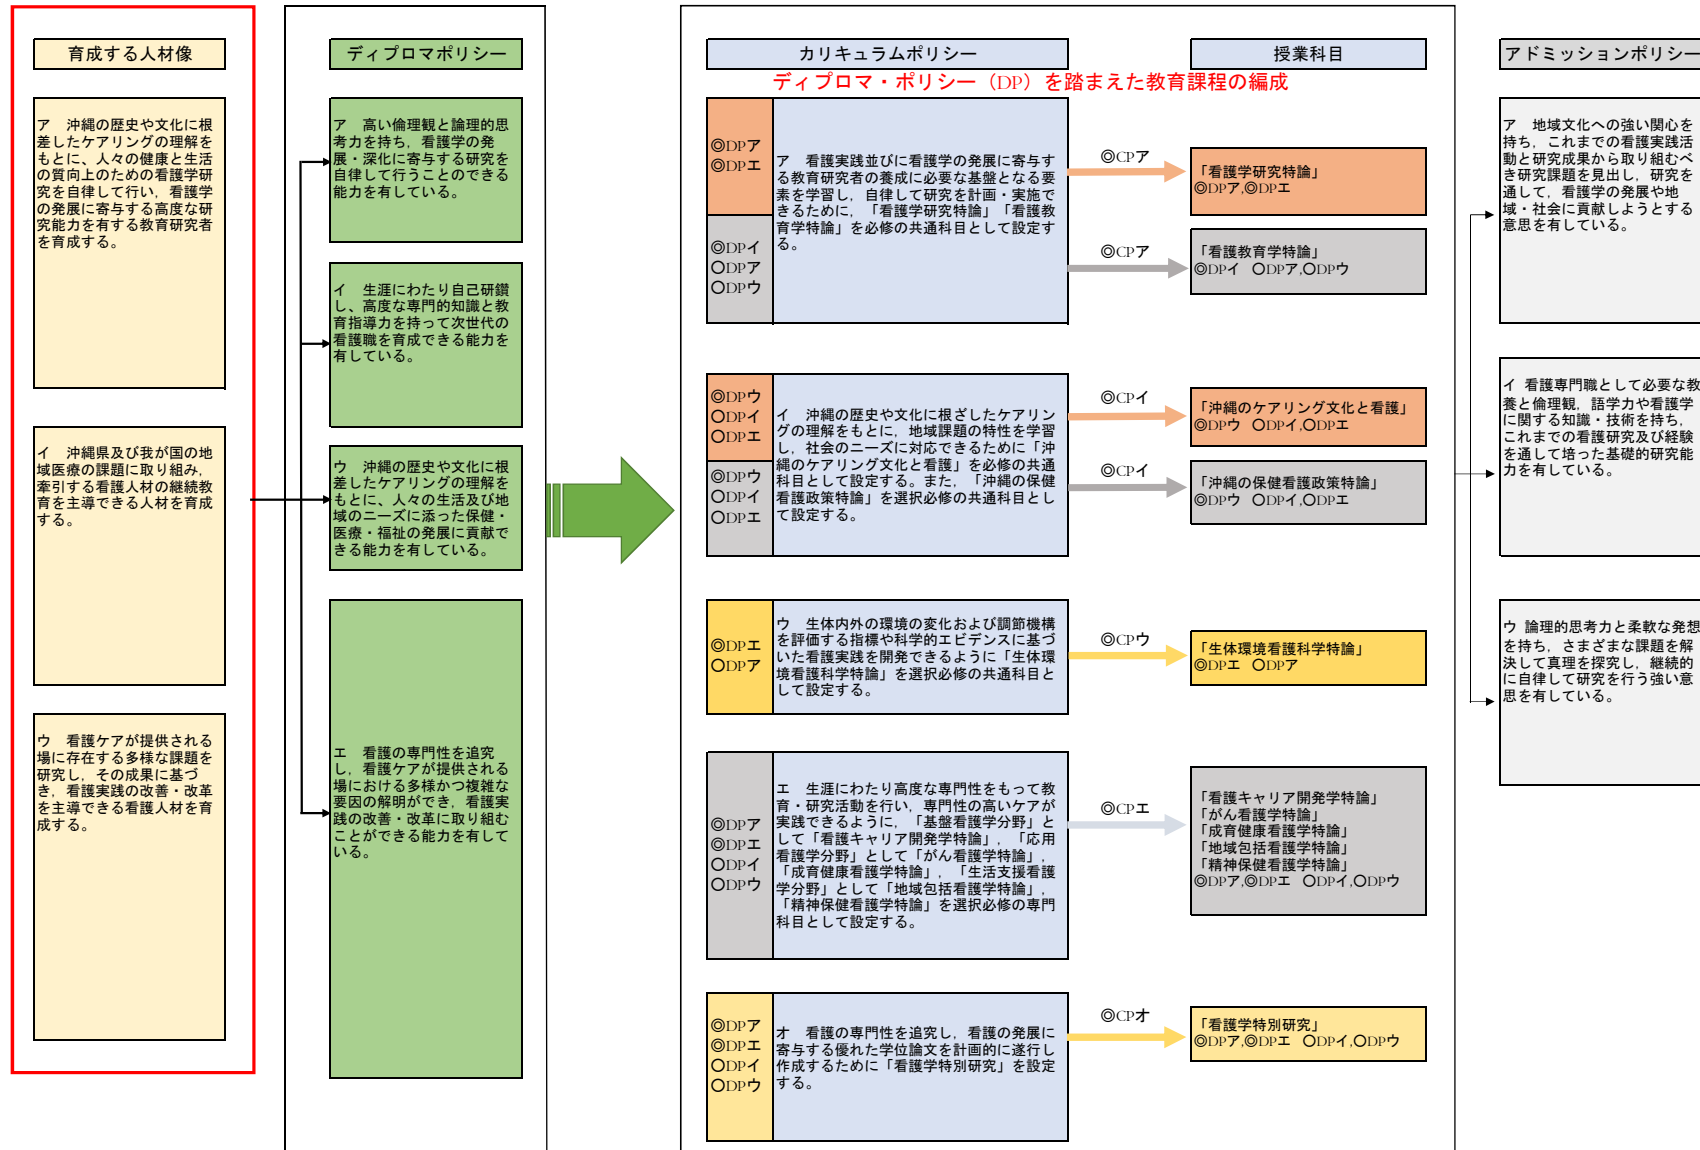 育成する人材像
ア　沖縄の歴史や文化に根
差したケアリングの理解を
もとに、人々の健康と生活
の質向上のための看護学研
究を自律して行い，看護学
の発展に寄与する高度な研
究能力を有する教育研究者
を育成する。
イ　沖縄県及び我が国の地
域医療の課題に取り組み，
牽引する看護人材の継続教
育を主導できる人材を育成
する。
ウ　看護ケアが提供される
場に存在する多様な課題を
研究し，その成果に基づ
き，看護実践の改善・改革
を主導できる看護人材を育
成する。
ディプロマポリシー
ア　高い倫理観と論理的思
考力を持ち，看護学の発
展・深化に寄与する研究を
自律して行うことのできる
能力を有している。
イ　生涯にわたり自己研鑽
し、高度な専門的知識と教
育指導力を持って次世代の
看護職を育成できる能力を
有している。
ウ　沖縄の歴史や文化に根
差したケアリングの理解を
もとに、人々の生活及び地
域のニーズに添った保健・
医療・福祉の発展に貢献で
きる能力を有している。
エ　看護の専門性を追究
し，看護ケアが提供される
場における多様かつ複雑な
要因の解明ができ，看護実
践の改善・改革に取り組む
ことができる能力を有して
いる。
カリキュラムポリシー
授業科目
ディプロマ・ポリシー（DP）を踏まえた教育課程の編成
◎DPア
◎DPエ
◎DPイ
〇DPア
〇DPウ
ア　看護実践並びに看護学の発展に寄与す
る教育研究者の養成に必要な基盤となる要
素を学習し，自律して研究を計画・実施で
きるために，「看護学研究特論」「看護教
育学特論」を必修の共通科目として設定す
る。
◎CPア
「看護学研究特論」
◎DPア,◎DPエ
◎CPア
「看護教育学特論」
◎DPイ　〇DPア,〇DPウ
◎DPウ
〇DPイ
〇DPエ
◎DPウ
〇DPイ
〇DPエ
イ　沖縄の歴史や文化に根ざしたケアリン
グの理解をもとに，地域課題の特性を学習
し，社会のニーズに対応できるために「沖
縄のケアリング文化と看護」を必修の共通
科目として設定する。また，「沖縄の保健
看護政策特論」を選択必修の共通科目とし
て設定する。
◎CPイ
「沖縄のケアリング文化と看護」
◎DPウ　〇DPイ,〇DPエ
◎CPイ
「沖縄の保健看護政策特論」
◎DPウ　〇DPイ,〇DPエ
◎DPエ
〇DPア
ウ　生体内外の環境の変化および調節機構
を評価する指標や科学的エビデンスに基づ
いた看護実践を開発できるように「生体環
境看護科学特論」を選択必修の共通科目と
して設定する。
◎CPウ
「生体環境看護科学特論」
◎DPエ　〇DPア
◎DPア
◎DPエ
〇DPイ
〇DPウ
エ　生涯にわたり高度な専門性をもって教
育・研究活動を行い，専門性の高いケアが
実践できるように，「基盤看護学分野」と
して「看護キャリア開発学特論」，「応用
看護学分野」として「がん看護学特論」，
「成育健康看護学特論」，「生活支援看護
学分野」として「地域包括看護学特論」，
「精神保健看護学特論」を選択必修の専門
科目として設定する。
◎CPエ
「看護キャリア開発学特論」
「がん看護学特論」
「成育健康看護学特論」
「地域包括看護学特論」
「精神保健看護学特論」
◎DPア,◎DPエ　〇DPイ,〇DPウ
◎DPア
◎DPエ
〇DPイ
〇DPウ
オ　看護の専門性を追究し，看護の発展に
寄与する優れた学位論文を計画的に遂行し
作成するために「看護学特別研究」を設定
する。
◎CPオ
「看護学特別研究」
◎DPア,◎DPエ　〇DPイ,〇DPウ
アドミッションポリシー
ア　地域文化への強い関心を
持ち，これまでの看護実践活
動と研究成果から取り組むべ
き研究課題を見出し，研究を
通して，看護学の発展や地
域・社会に貢献しようとする
意思を有している。
イ 看護専門職として必要な教
養と倫理観，語学力や看護学
に関する知識・技術を持ち，
これまでの看護研究及び経験
を通して培った基礎的研究能
力を有している。
ウ 論理的思考力と柔軟な発想
を持ち，さまざまな課題を解
決して真理を探究し，継続的
に自律して研究を行う強い意
思を有している。